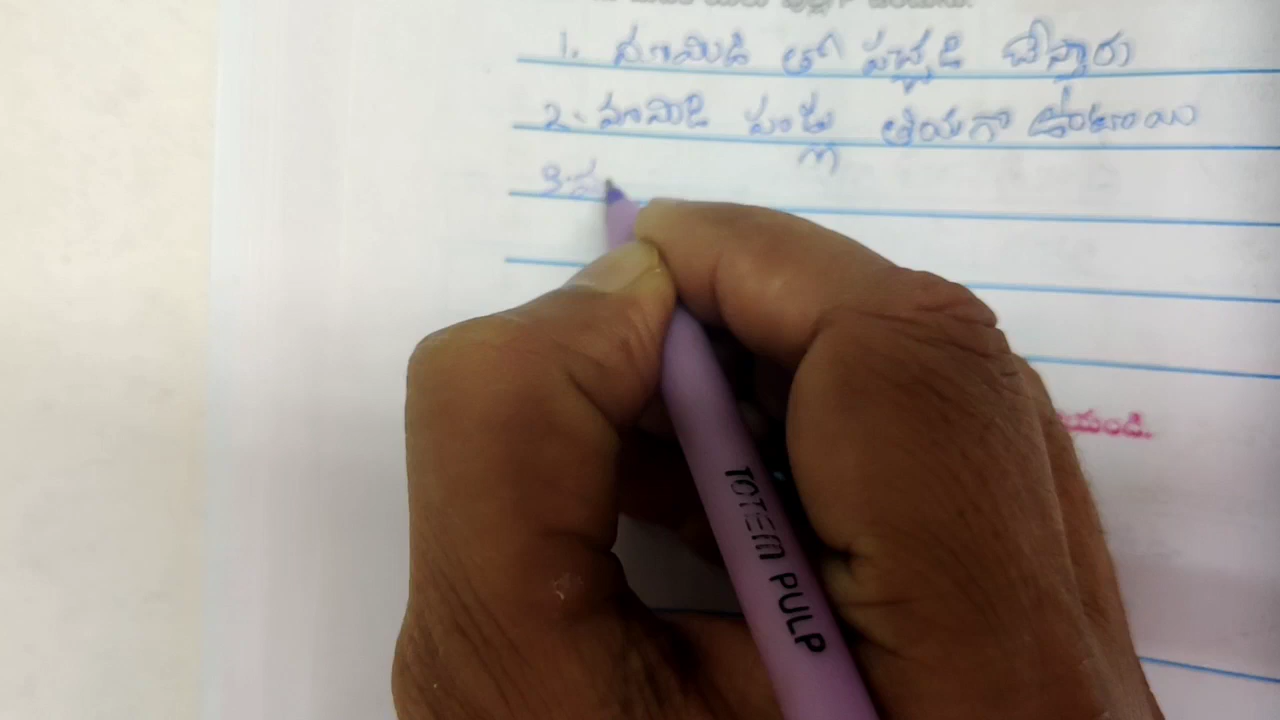 1. మామిడి తో పచ్చడి చేస్తారు
2. మామిడి పండ్లు తీయగా ఉంటాయి
3. మ
యండి.
TOTEM PULP